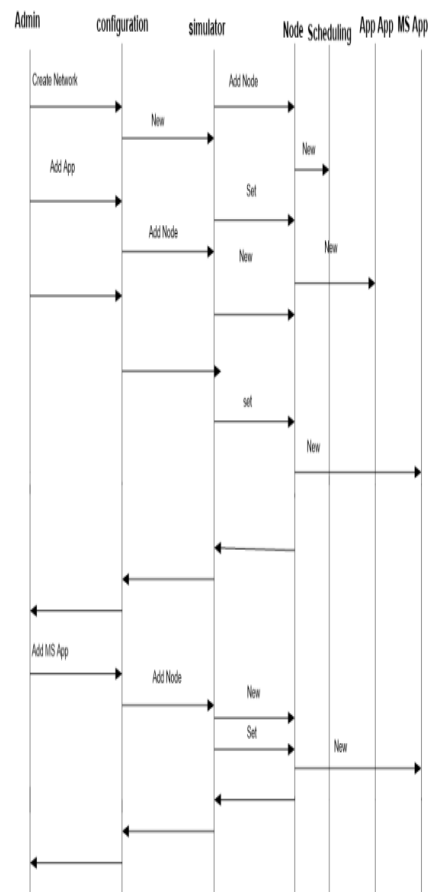 Admin configuration simulator Node Scheduling App App MS App
Create Network
Add Node
New
New
Add App
Set
Add Node
New
New
set
New
Add MS App
Add Node
New
Set
New